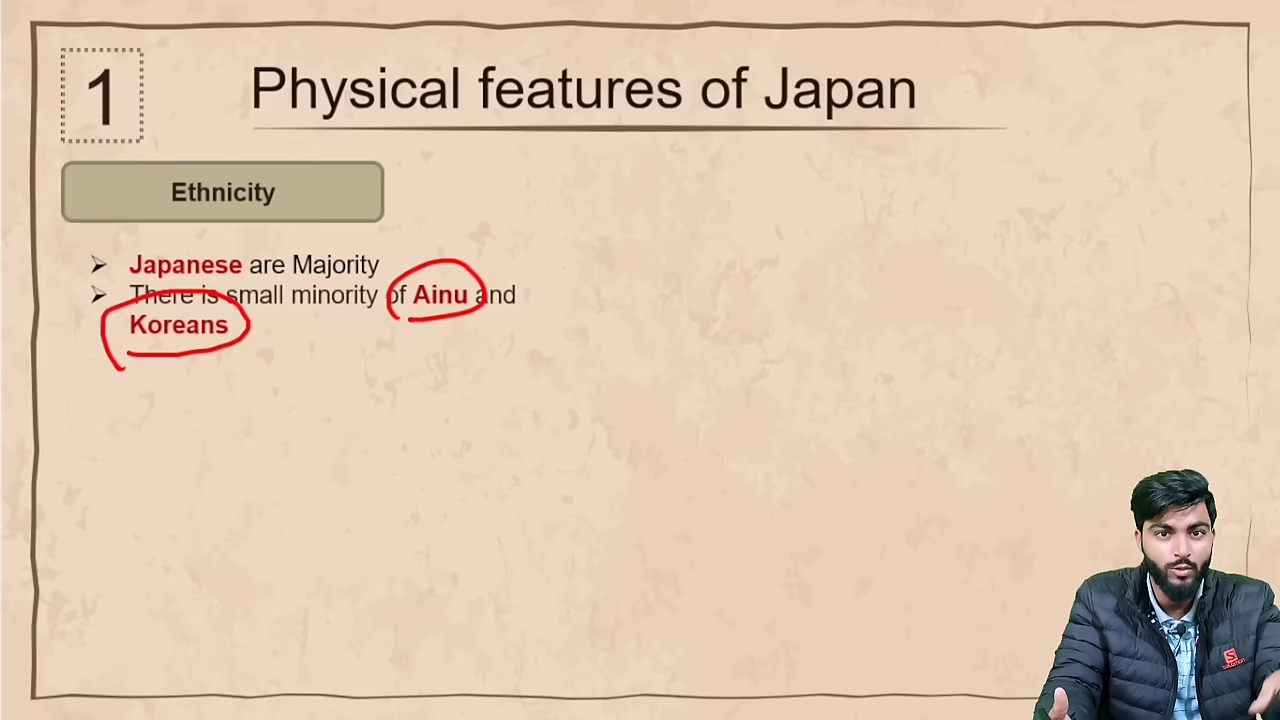 1
Physical features of Japan
Ethnicity
Japanese are Majority
There is small minority of Ainu and
Koreans